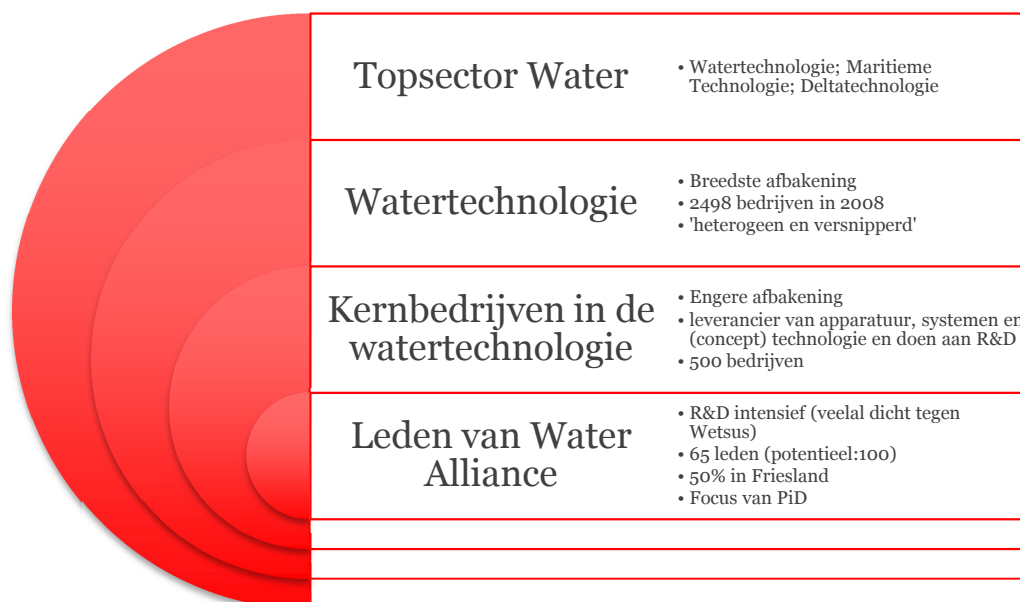 Topsector Water
• Watertechnologie; Maritieme
Technologie; Deltatechnologie
Watertechnologie
• Breedste afbakening
• 2498 bedrijven in 2008
• 'heterogeen en versnipperd'
Kernbedrijven in de
watertechnologie
• Engere afbakening
• leverancier van apparatuur, systemen en
(concept) technologie en doen aan R&D
• 500 bedrijven
Leden van Water
Alliance
• R&D intensief (veelal dicht tegen
Wetsus)
• 65 leden (potentieel:100)
• 50% in Friesland
• Focus van PiD